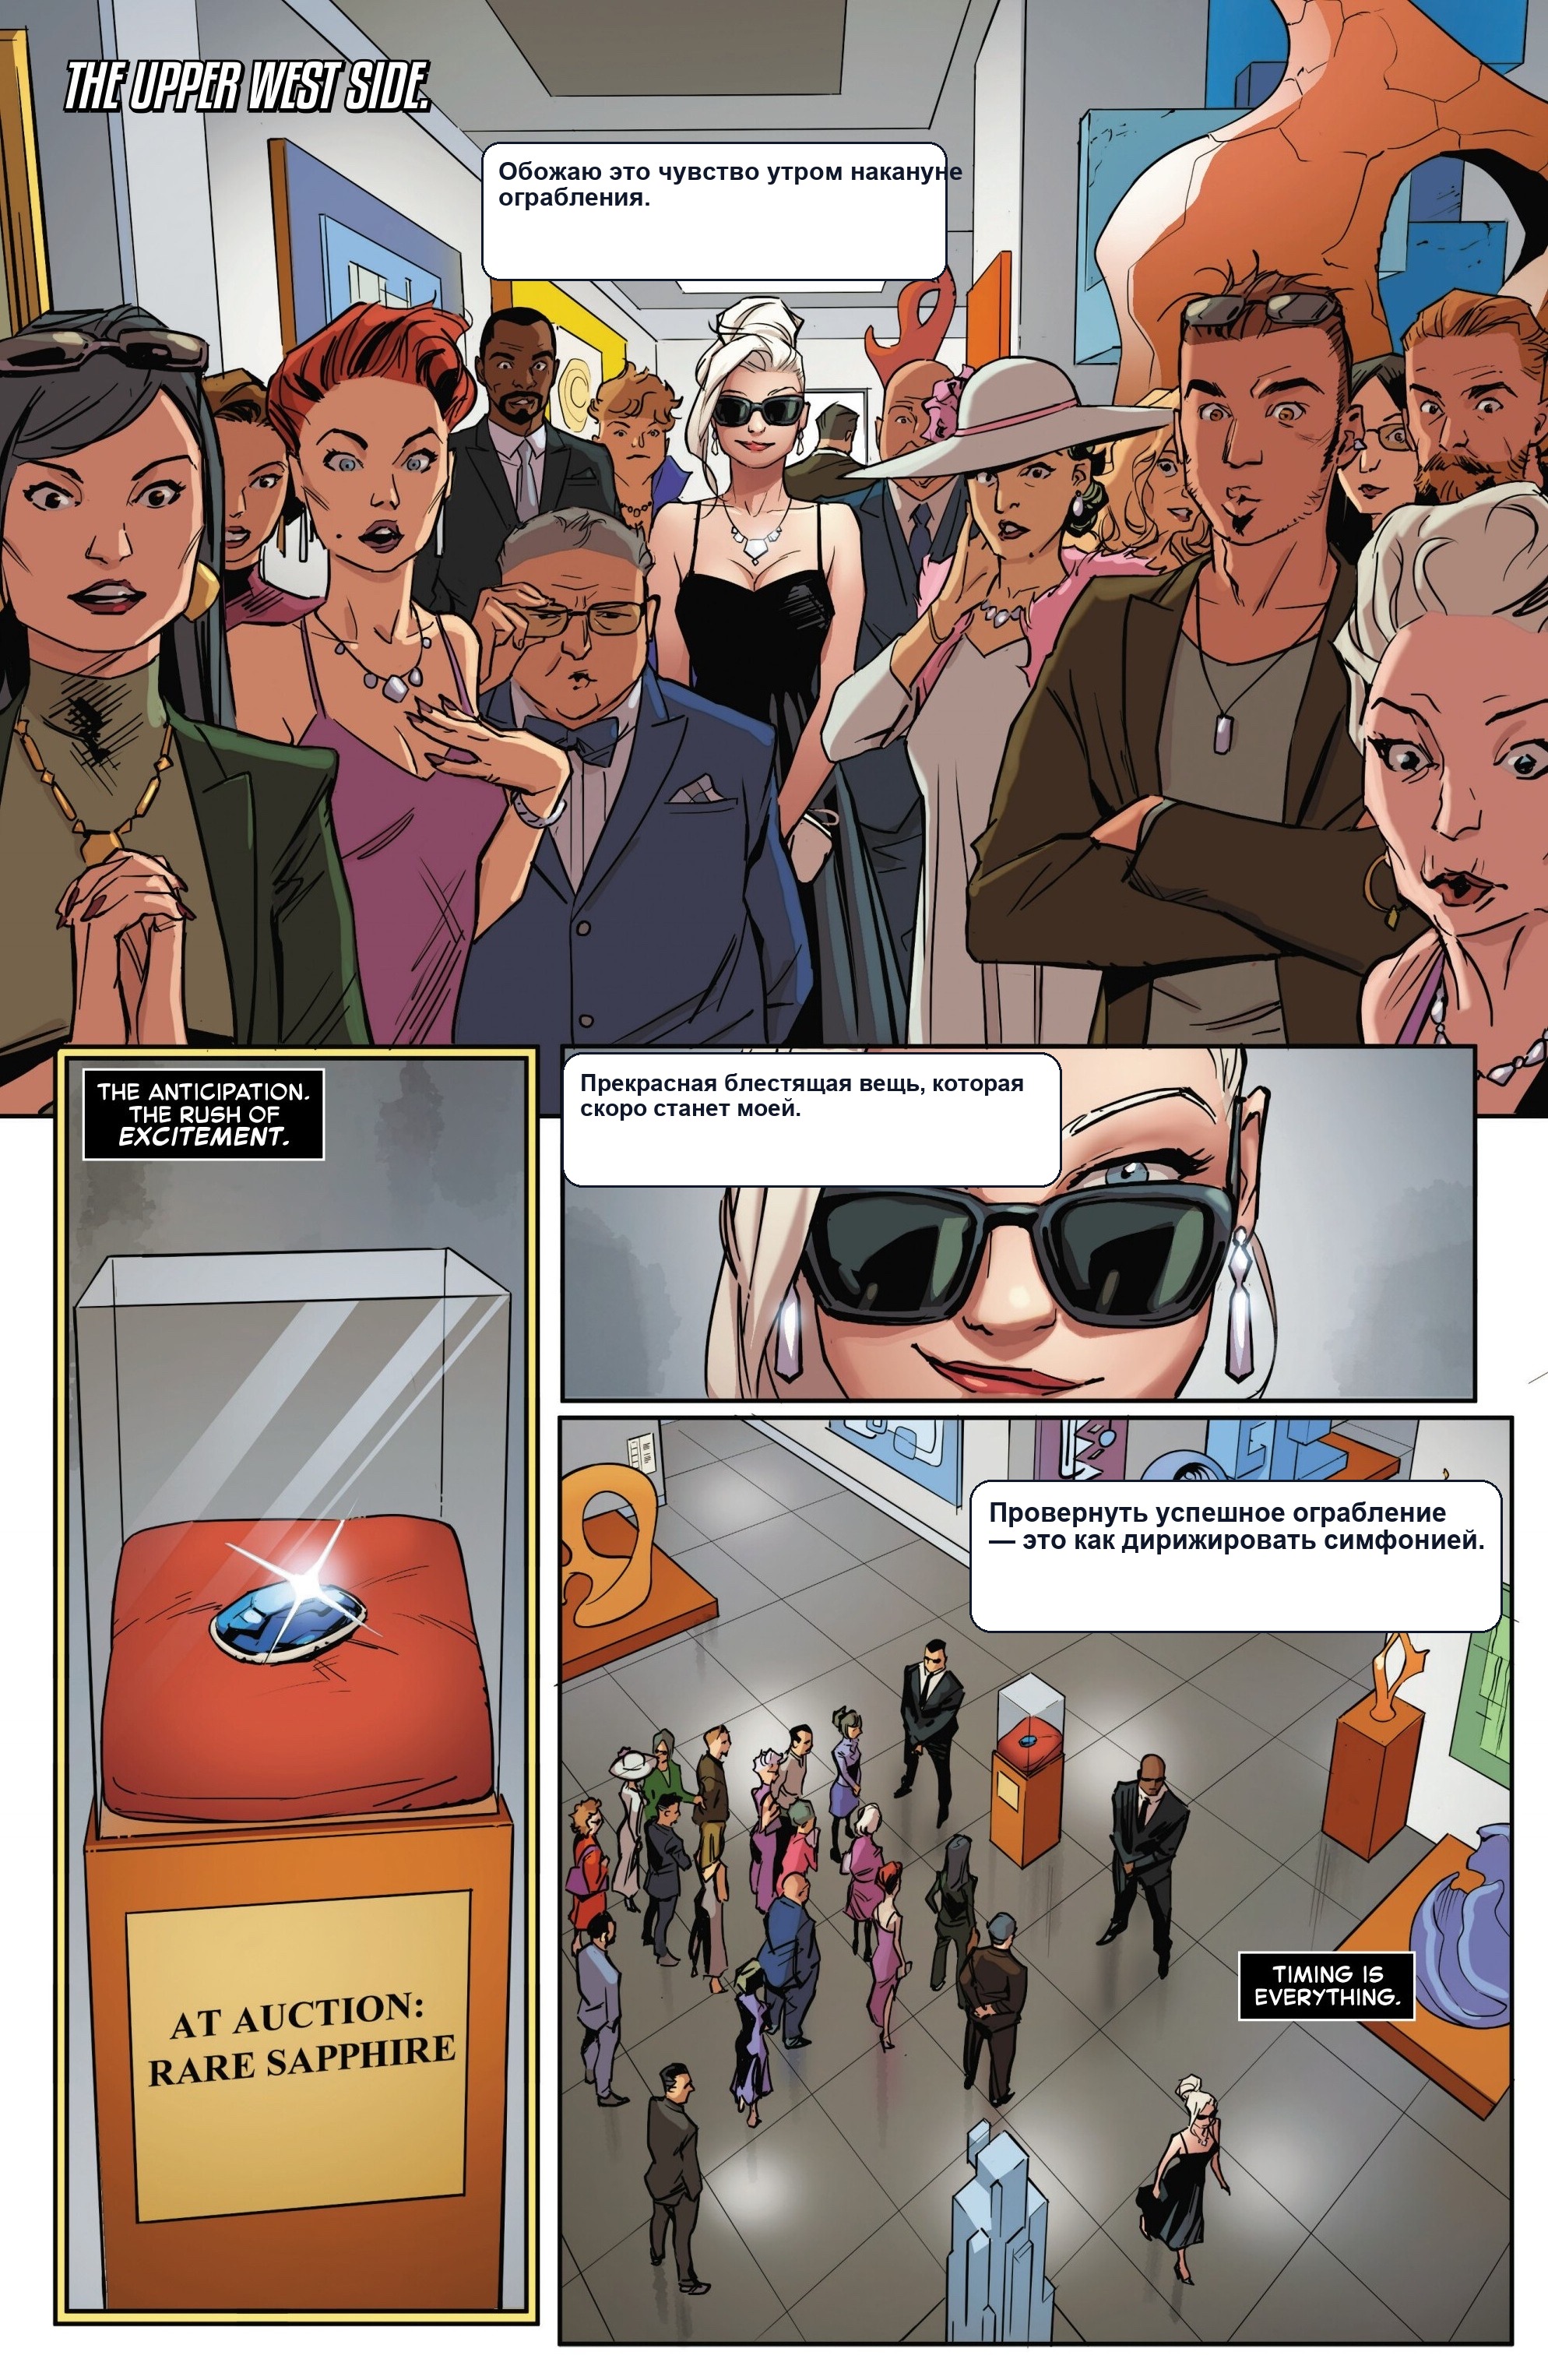 THE UPPER WEST SIDE.
Обожаю это чувство утром накануне
ограбления.
THE ANTICIPATION.
THE RUSH OF
EXCITEMENT.
AT AUCTION:
RARE SAPPHIRE
Прекрасная блестящая вещь, которая
скоро станет моей.
Провернуть успешное ограбление
— это как дирижировать симфонией.
TIMING IS
EVERYTHING.